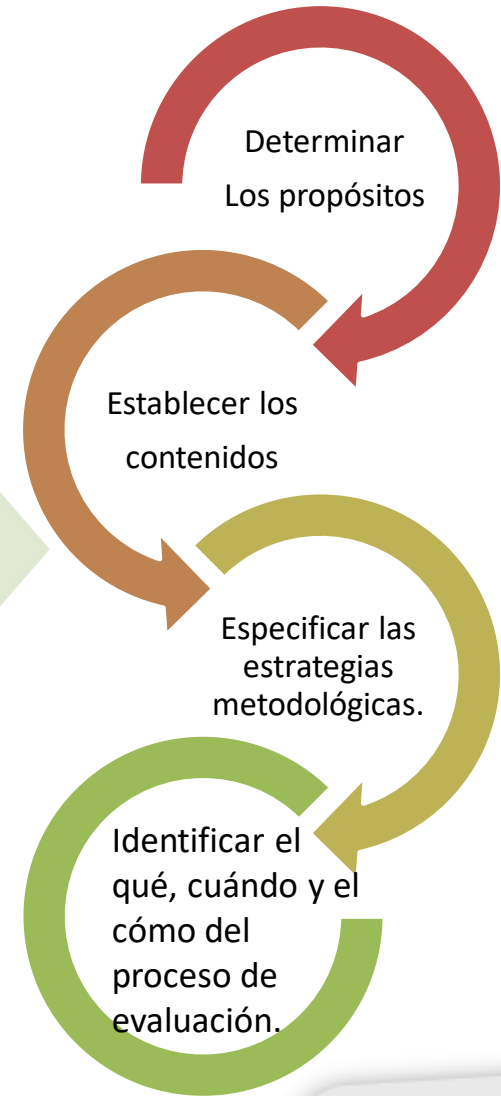 Determinar
Los propósitos
Establecer los
contenidos
Especificar las
estrategias
metodológicas.
Identificar el
qué, cuándo y el
cómo del
proceso de
evaluación.